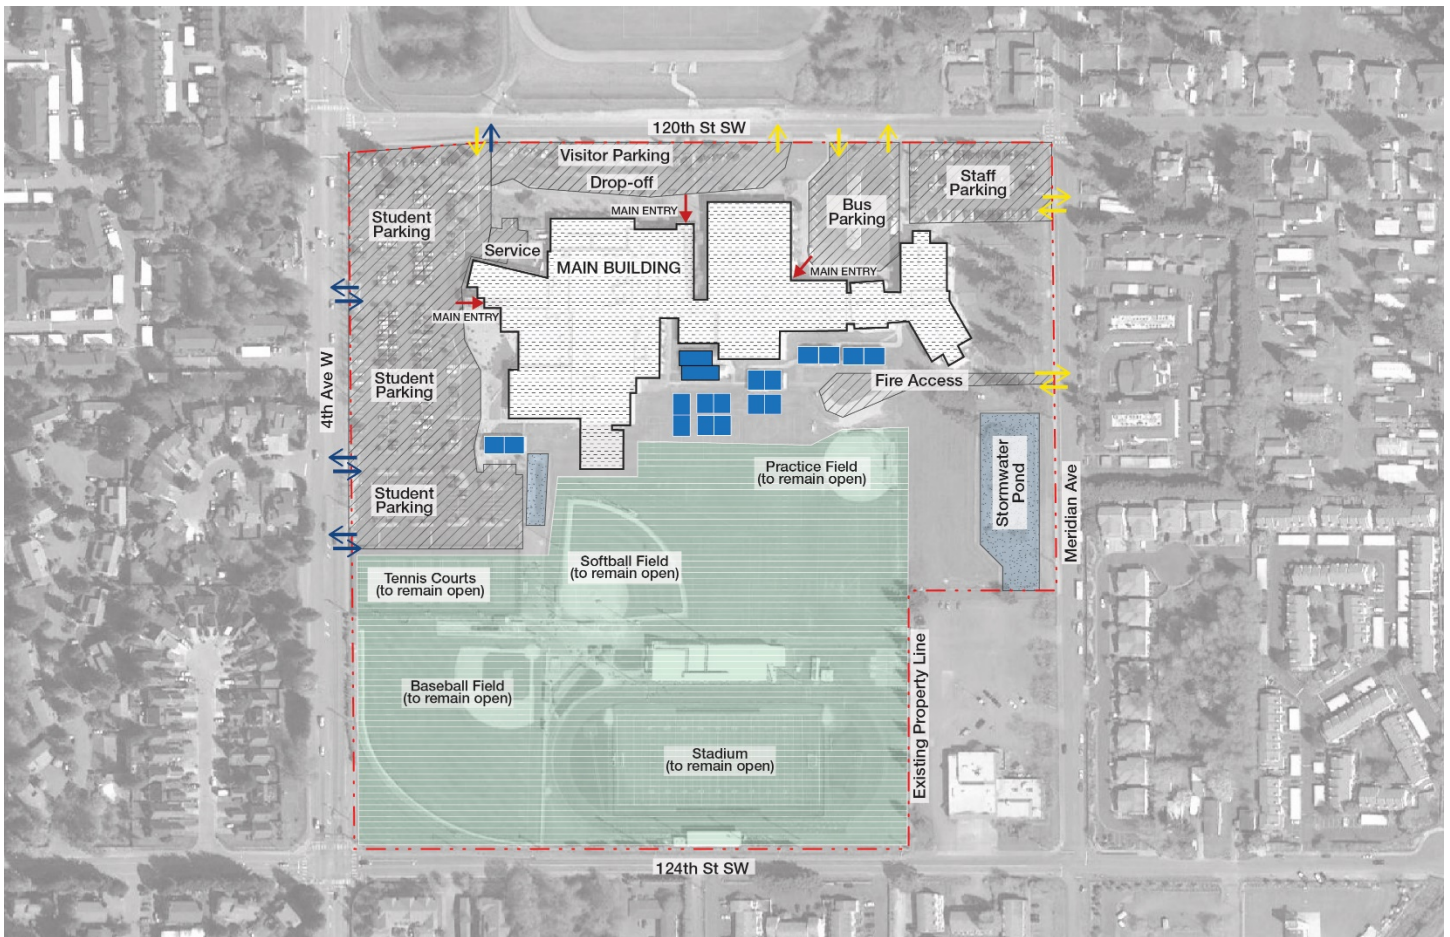 120th St SW
Visitor Parking
Drop-off
Staff
Parking
MAIN ENTRY
Bus
Parking
Student
Parking
Service
MAIN BUILDING
MAIN ENTRY
MAIN ENTRY
4th Ave W
Student
Parking
Fire Access
Practice Field
(to remain open)
Stormwater
Pond
Meridian Ave
Student
Parking
Softball Field
(to remain open)
Tennis Courts
(to remain open)
Existing Property Line
Baseball Field
(to remain open)
Stadium
(to remain open)
124th St SW